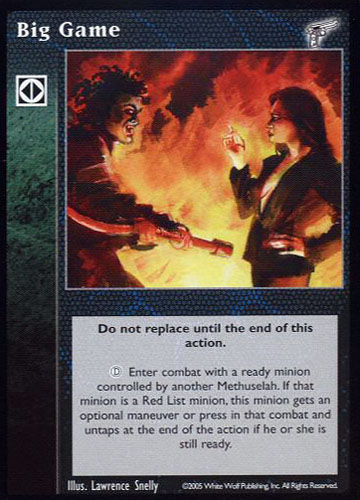 Big Game
Do not replace until the end of this
action.
Ⓓ Enter combat with a ready minion
controlled by another Methuselah. If that
minion is a Red List minion, this minion gets an
optional maneuver or press in that combat and
untaps at the end of the action if he or she is
still ready.
Illus. Lawrence Snelly
©2005 White Wolf Publishing, Inc. All Rights Reserved.